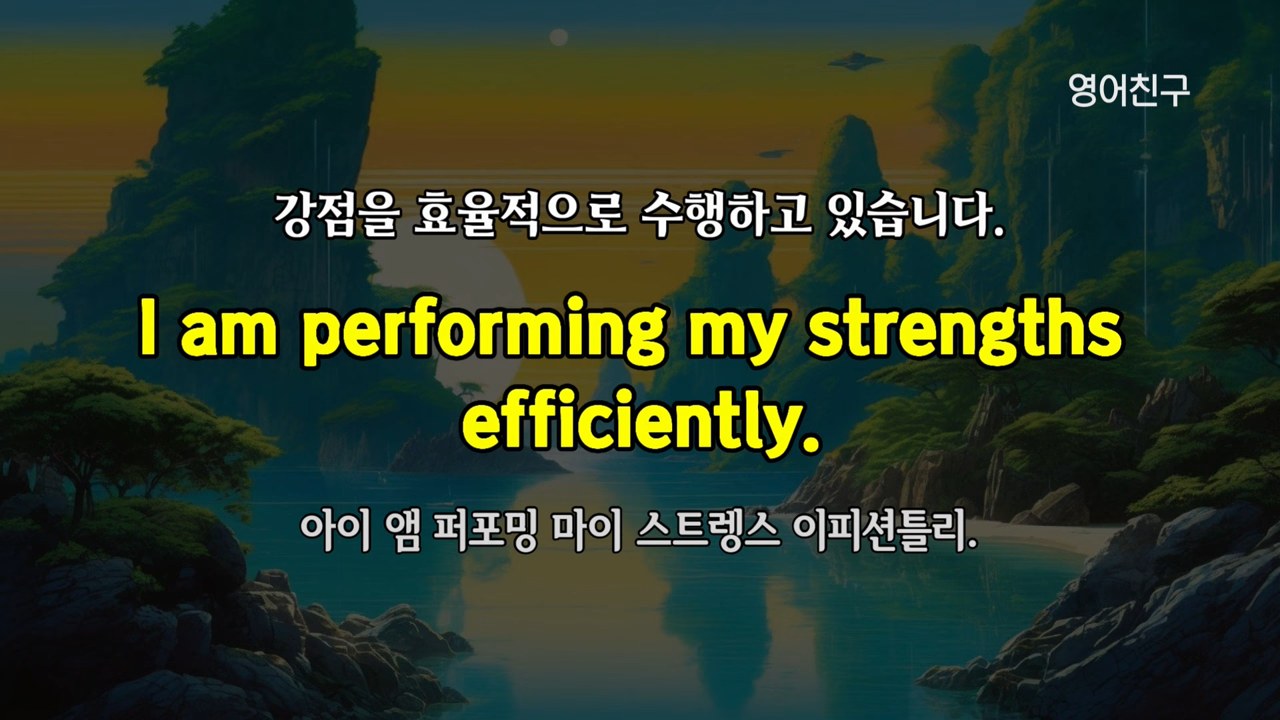 영어친구
강점을 효율적으로 수행하고 있습니다.
I am performing my strengths
efficiently.
아이 앰 퍼포밍 마이 스트렝스 이피션틀리.